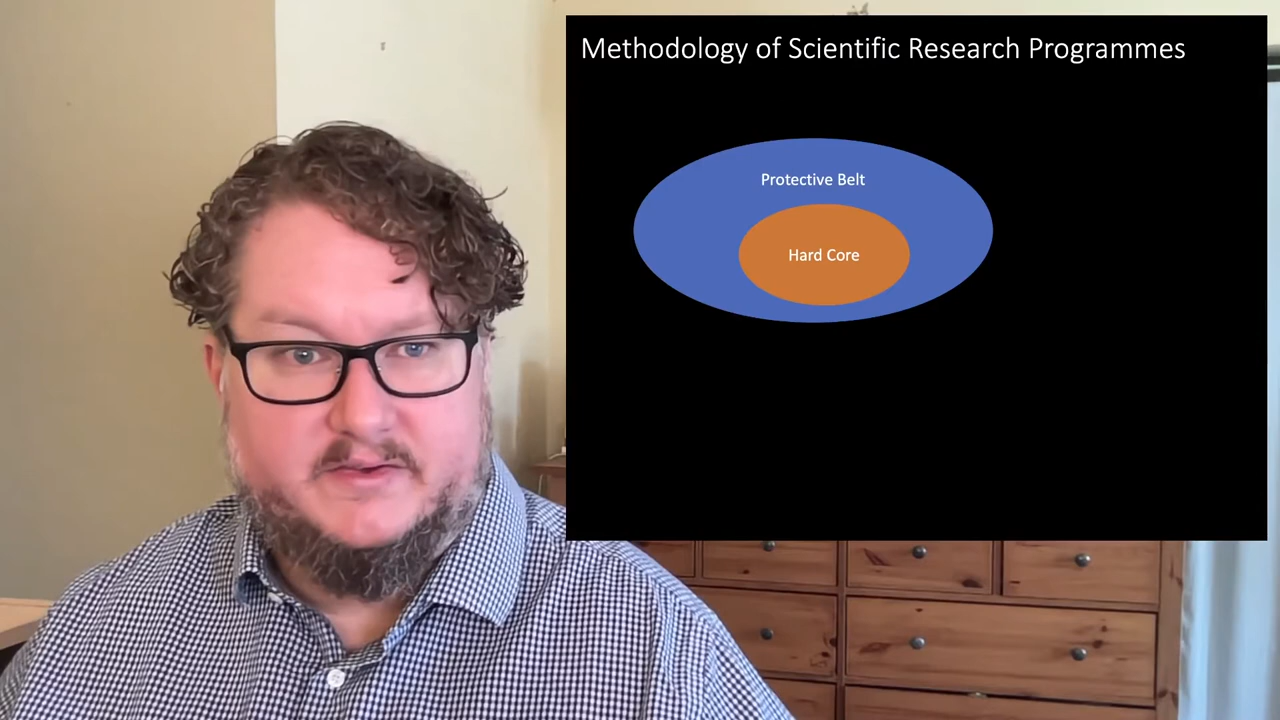 Methodology of Scientific Research Programmes
Protective Belt
Hard Core